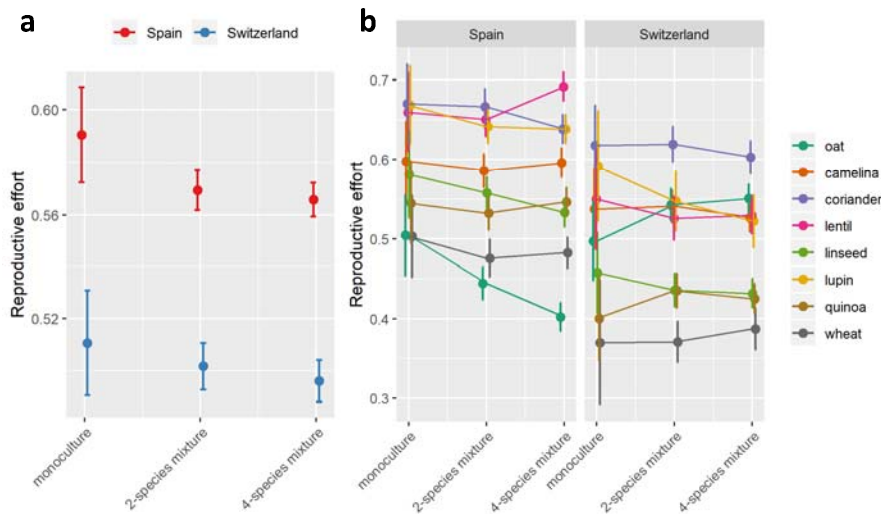 a
Spain
Switzerland
Reproductive effort
0.60
0.56
0.52
monoculture
2-species mixture
4-species mixture
b
Spain
Switzerland
Reproductive effort
0.7
0.6
0.5
0.4
0.3
monoculture
2-species mixture
4-species mixture
monoculture
2-species mixture
4-species mixture
oat
camelina
coriander
lentil
linseed
lupin
quinoa
wheat